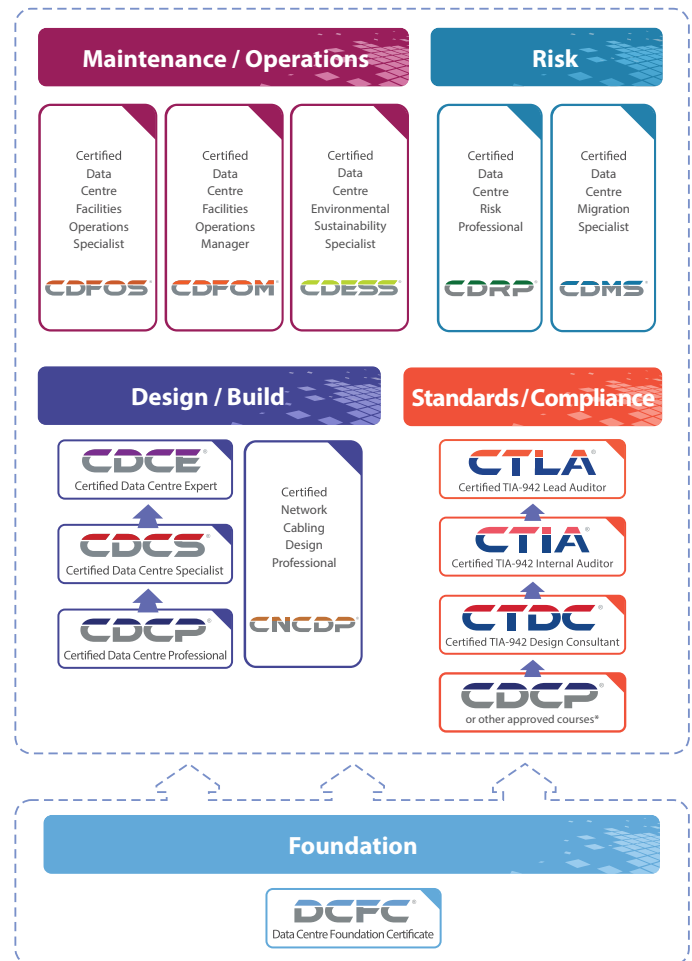 Maintenance / Operations
Risk
Certified
Data
Centre
Facilities
Operations
Specialist
CDFOS®
Certified
Data
Centre
Facilities
Operations
Manager
CDFOM®
Certified
Data
Centre
Environmental
Sustainability
Specialist
CDESS®
Certified
Data
Centre
Risk
Professional
CDRP®
Certified
Data
Centre
Migration
Specialist
CDMS®
Design / Build
Standards/Compliance
CDCE®
Certified Data Centre Expert
CDCS®
Certified Data Centre Specialist
CDCP®
Certified Data Centre Professional
Certified
Network
Cabling
Design
Professional
CNCDP®
CTLA®
Certified TIA-942 Lead Auditor
CTIA®
Certified TIA-942 Internal Auditor
CTDC®
Certified TIA-942 Design Consultant
CDCP®
or other approved courses*
Foundation
DCFC®
Data Centre Foundation Certificate